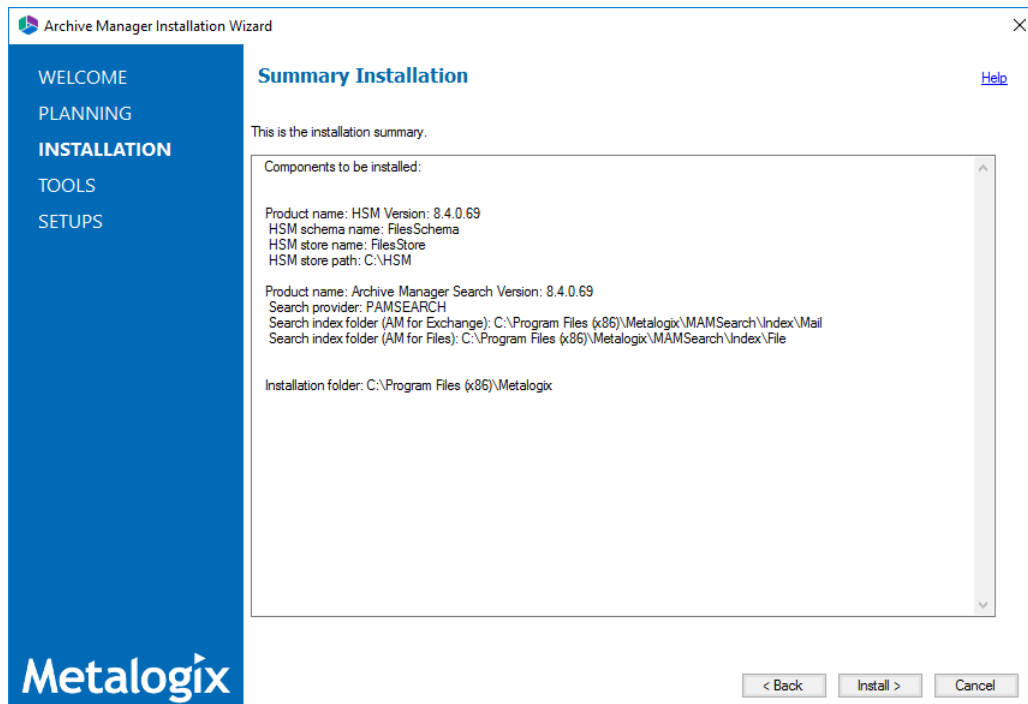 Archive Manager Installation Wizard
WELCOME
PLANNING
INSTALLATION
TOOLS
SETUPS
Metalogix
Summary Installation
Help
This is the installation summary.
Components to be installed:
Product name: HSM Version: 8.4.0.69
HSM schema name: FilesSchema
HSM store name: FilesStore
HSM store path: C:\HSM
Product name: Archive Manager Search Version: 8.4.0.69
Search provider: PAMSEARCH
Search index folder (AM for Exchange): C:\Program Files (x86)\Metalogix\MAMSearch\Index\Mail
Search index folder (AM for Files): C:\Program Files (x86)\Metalogix\MAMSearch\Index\File
Installation folder: C:\Program Files (x86)\Metalogix
< Back
Install >
Cancel